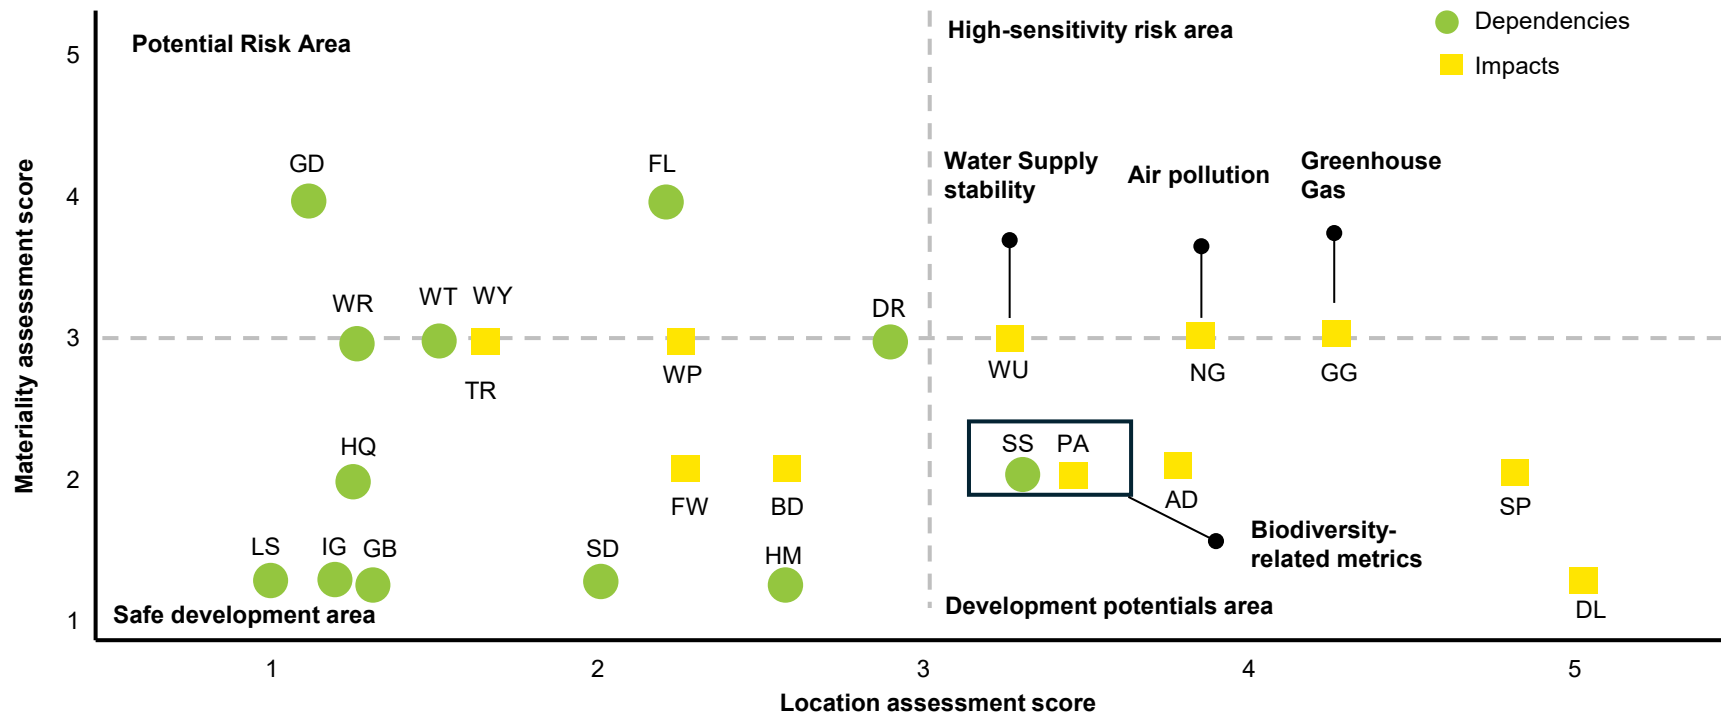 Potential Risk Area
High-sensitivity risk area
Dependencies
Impacts
5
4
3
2
1
Materiality assessment score
GD
FL
Water Supply
stability
Air pollution
Greenhouse
Gas
WR
WT
WY
DR
TR
WP
WU
NG
GG
HQ
FW
BD
SS
PA
AD
SP
LS
IG
GB
SD
HM
DL
Biodiversity-
related metrics
Safe development area
Development potentials area
1
2
3
4
5
Location assessment score